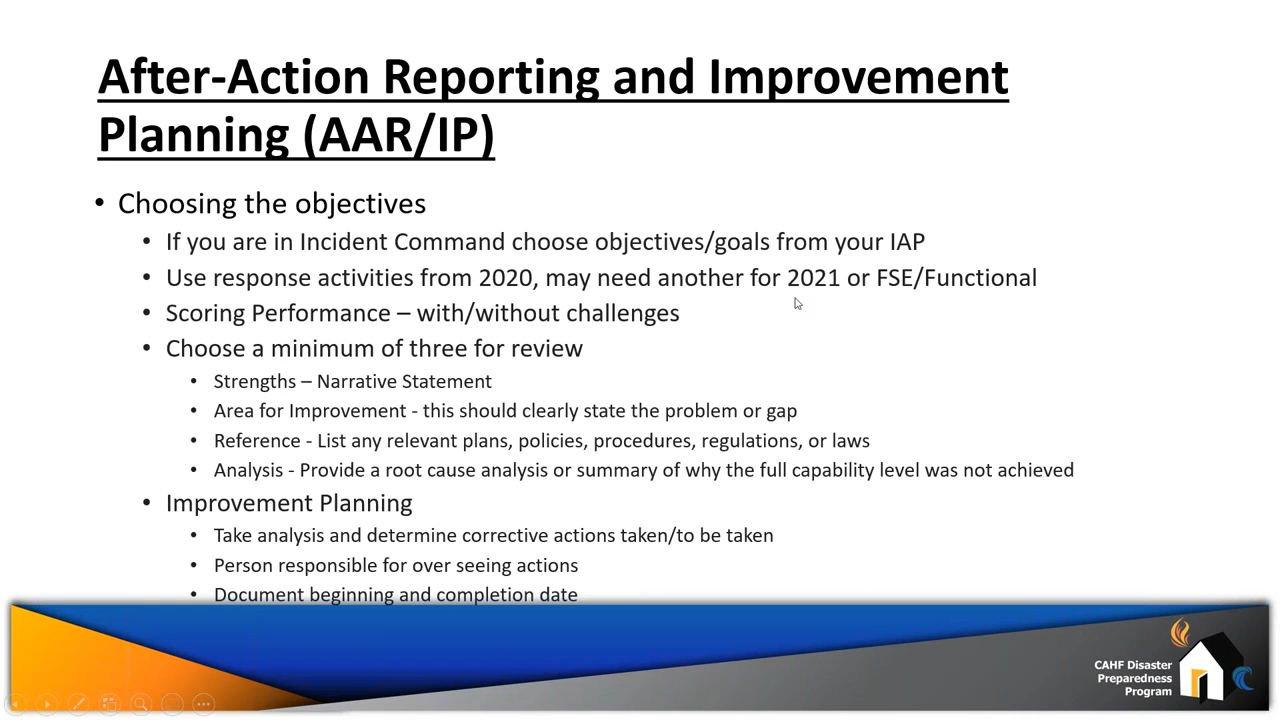 After-Action Reporting and Improvement
Planning (AAR/IP)
• Choosing the objectives
• If you are in Incident Command choose objectives/goals from your IAP
• Use response activities from 2020, may need another for 2021 or FSE/Functional
• Scoring Performance – with/without challenges
• Choose a minimum of three for review
• Strengths – Narrative Statement
• Area for Improvement - this should clearly state the problem or gap
• Reference - List any relevant plans, policies, procedures, regulations, or laws
• Analysis - Provide a root cause analysis or summary of why the full capability level was not achieved
• Improvement Planning
• Take analysis and determine corrective actions taken/to be taken
• Person responsible for over seeing actions
• Document beginning and completion date
CAHF Disaster
Preparedness
Program